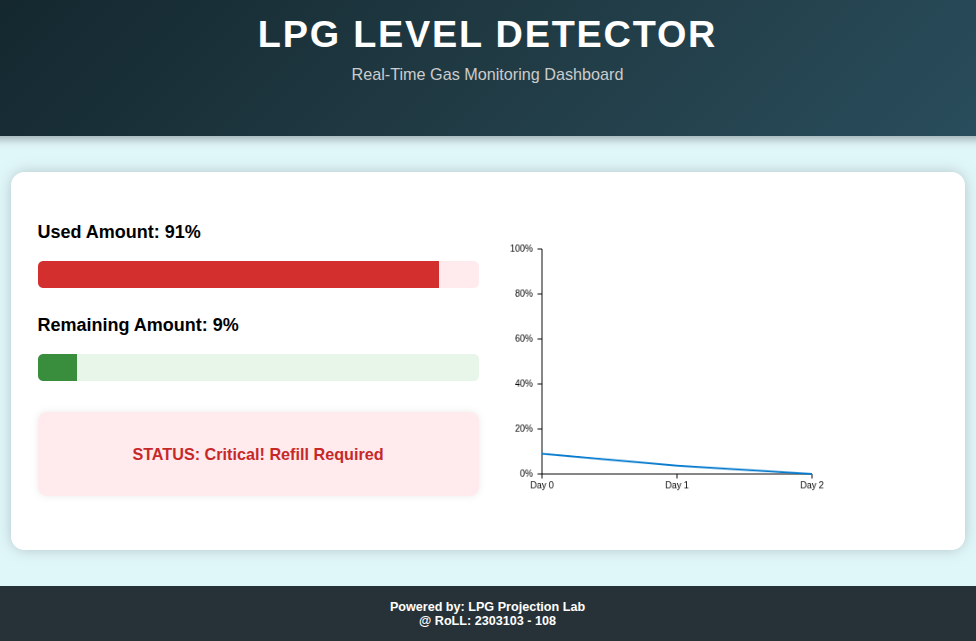 LPG LEVEL DETECTOR
Real-Time Gas Monitoring Dashboard
Used Amount: 91%
Remaining Amount: 9%
STATUS: Critical! Refill Required
100%
80%
60%
40%
20%
0%
Day 0 Day 1 Day 2
Powered by: LPG Projection Lab
@ RoLL: 2303103 - 108